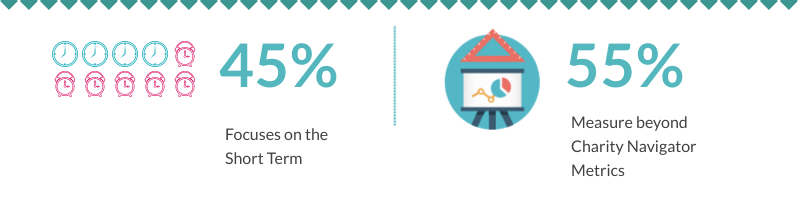 45%
Focuses on the
Short Term
55%
Measure beyond
Charity Navigator
Metrics